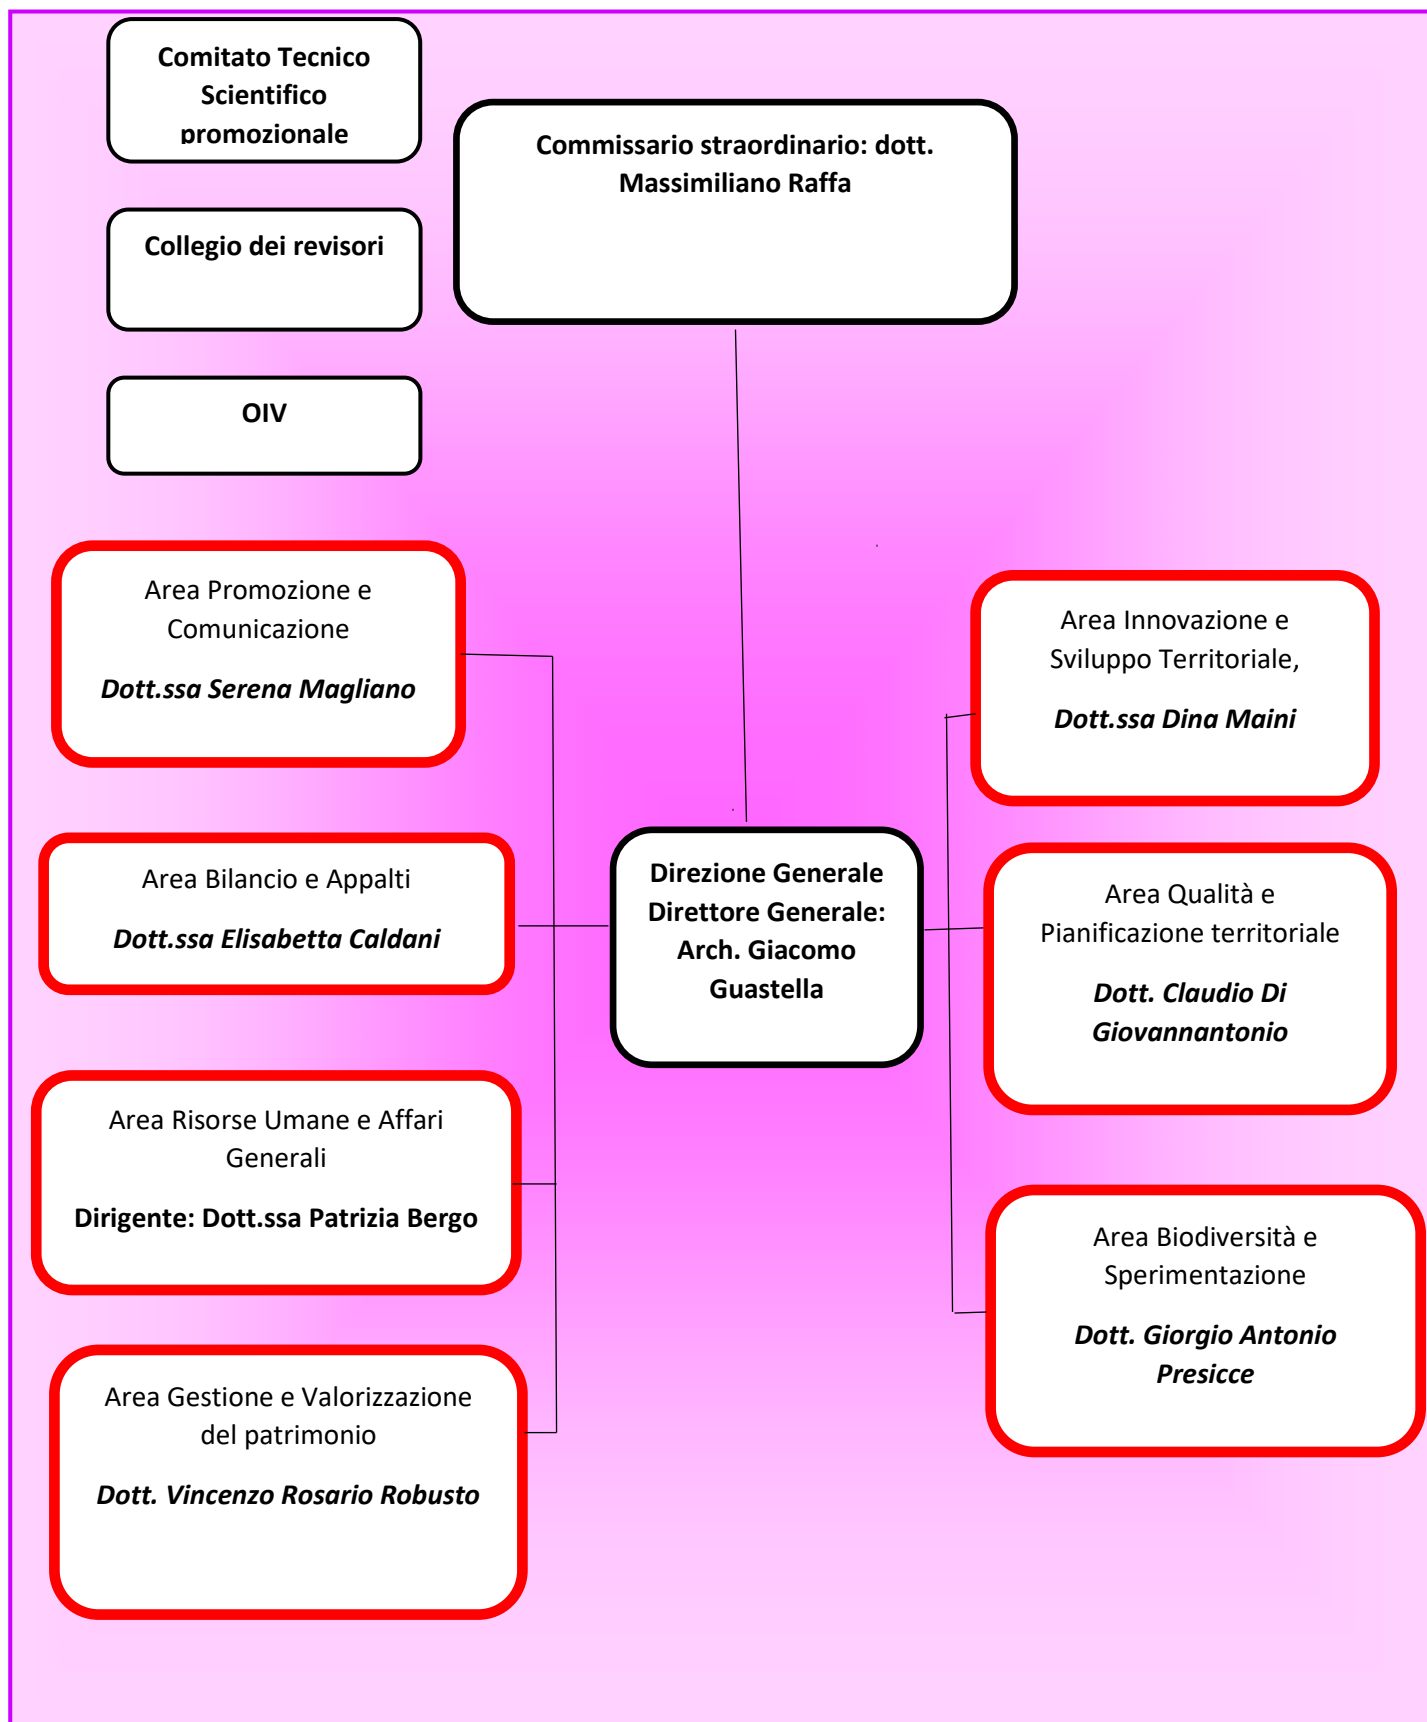 Comitato Tecnico
Scientifico
promozionale
Commissario straordinario: dott.
Massimiliano Raffa
Collegio dei revisori
OIV
Area Promozione e
Comunicazione
Dott.ssa Serena Magliano
Area Innovazione e
Sviluppo Territoriale,
Dott.ssa Dina Maini
Area Bilancio e Appalti
Dott.ssa Elisabetta Caldani
Direzione Generale
Direttore Generale:
Arch. Giacomo
Guastella
Area Qualità e
Pianificazione territoriale
Dott. Claudio Di
Giovannantonio
Area Risorse Umane e Affari
Generali
Dirigente: Dott.ssa Patrizia Bergo
Area Biodiversità e
Sperimentazione
Dott. Giorgio Antonio
Presicce
Area Gestione e Valorizzazione
del patrimonio
Dott. Vincenzo Rosario Robusto